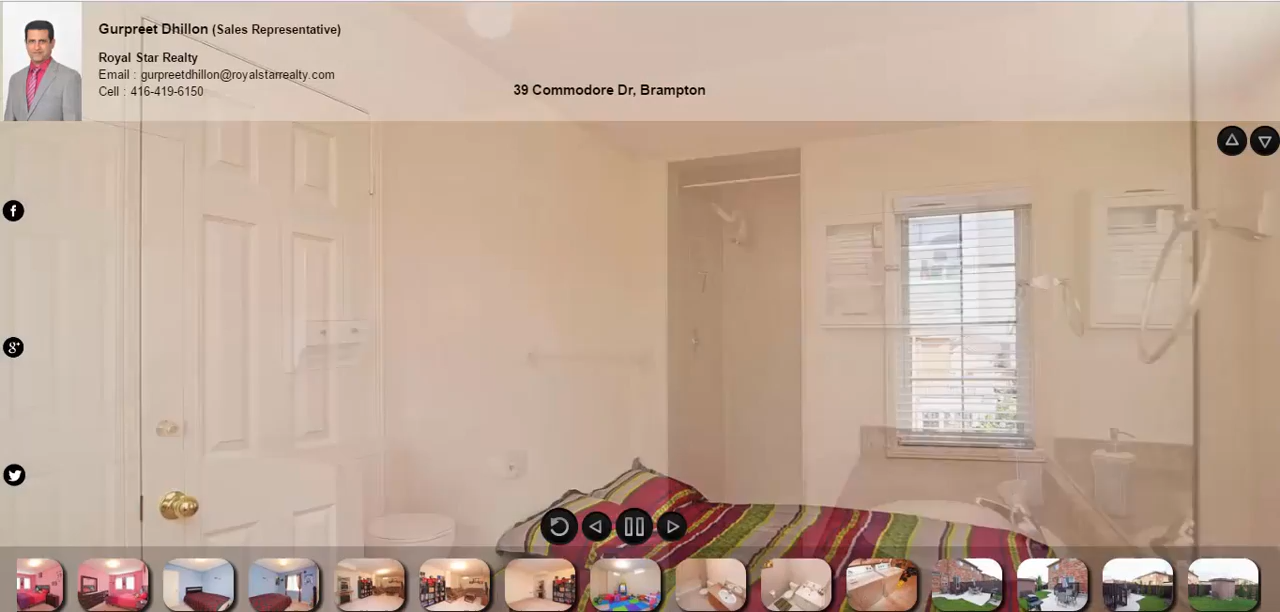 Gurpreet Dhillon (Sales Representative)
Royal Star Realty
Email : gurpreetdhillon@royalstarrealty.com
Cell : 416-419-6150
39 Commodore Dr, Brampton